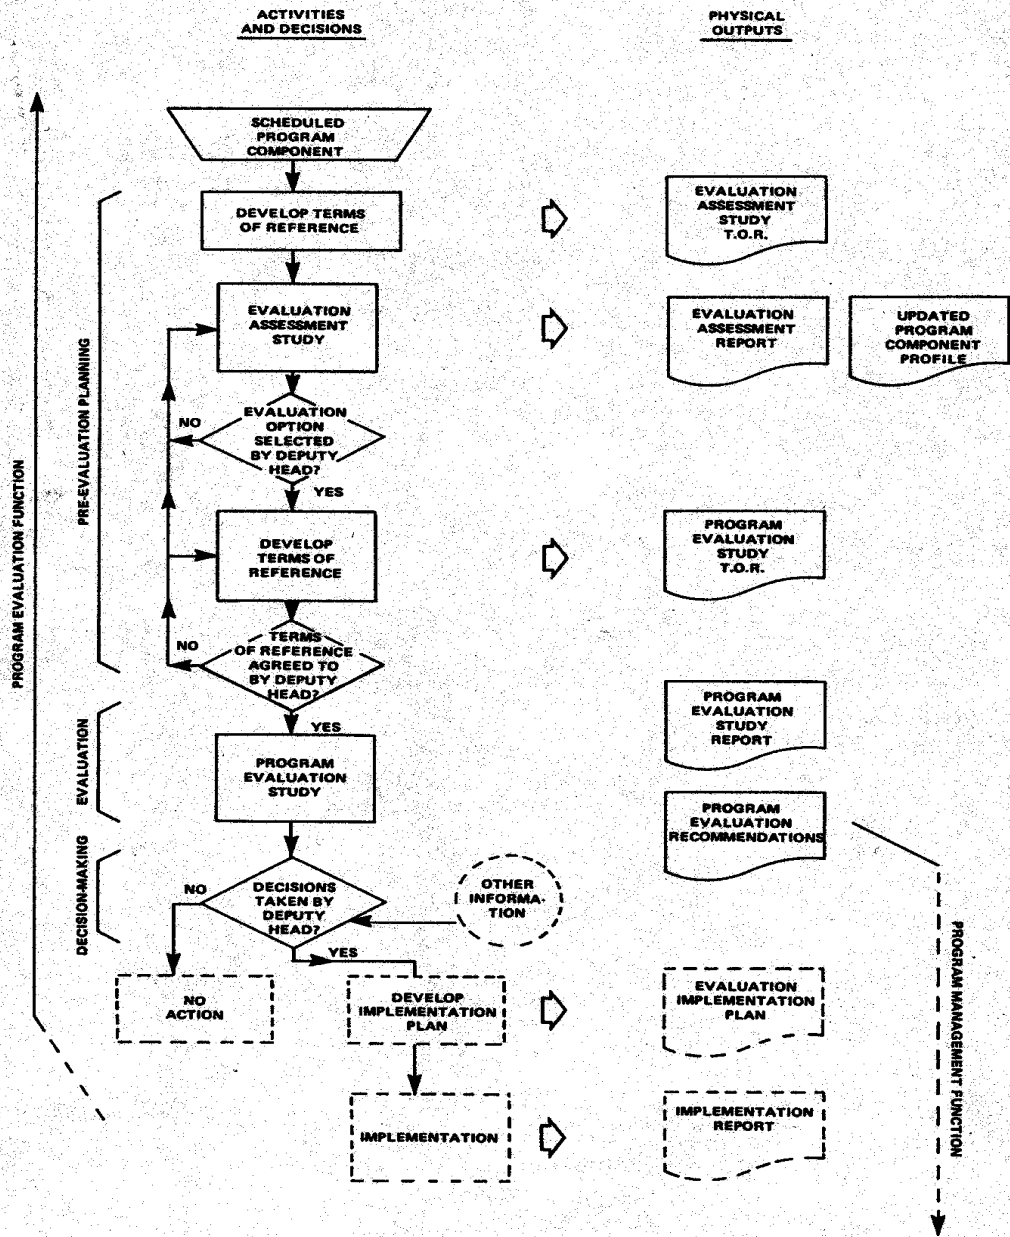 ACTIVITIES
AND DECISIONS
PHYSICAL
OUTPUTS
SCHEDULED
PROGRAM
COMPONENT
DEVELOP TERMS
OF REFERENCE
EVALUATION
ASSESSMENT
STUDY
T.O.R.
EVALUATION
ASSESSMENT
STUDY
EVALUATION
ASSESSMENT
REPORT
UPDATED
PROGRAM
COMPONENT
PROFILE
NO
EVALUATION
OPTION
SELECTED
BY DEPUTY
HEAD?
YES
DEVELOP
TERMS OF
REFERENCE
PROGRAM
EVALUATION
STUDY
T.O.R.
NO
TERMS
OF REFERENCE
AGREED TO
BY DEPUTY
HEAD?
YES
PROGRAM
EVALUATION
STUDY
REPORT
PROGRAM
EVALUATION
STUDY
PROGRAM
EVALUATION
RECOMMENDATIONS
NO
DECISIONS
TAKEN BY
DEPUTY
HEAD?
OTHER
INFORMA-
TION
YES
NO
ACTION
DEVELOP
IMPLEMENTATION
PLAN
EVALUATION
IMPLEMENTATION
PLAN
IMPLEMENTATION
IMPLEMENTATION
REPORT
PROGRAM EVALUATION FUNCTION
PRE-EVALUATION PLANNING
EVALUATION
DECISION-MAKING
PROGRAM MANAGEMENT FUNCTION